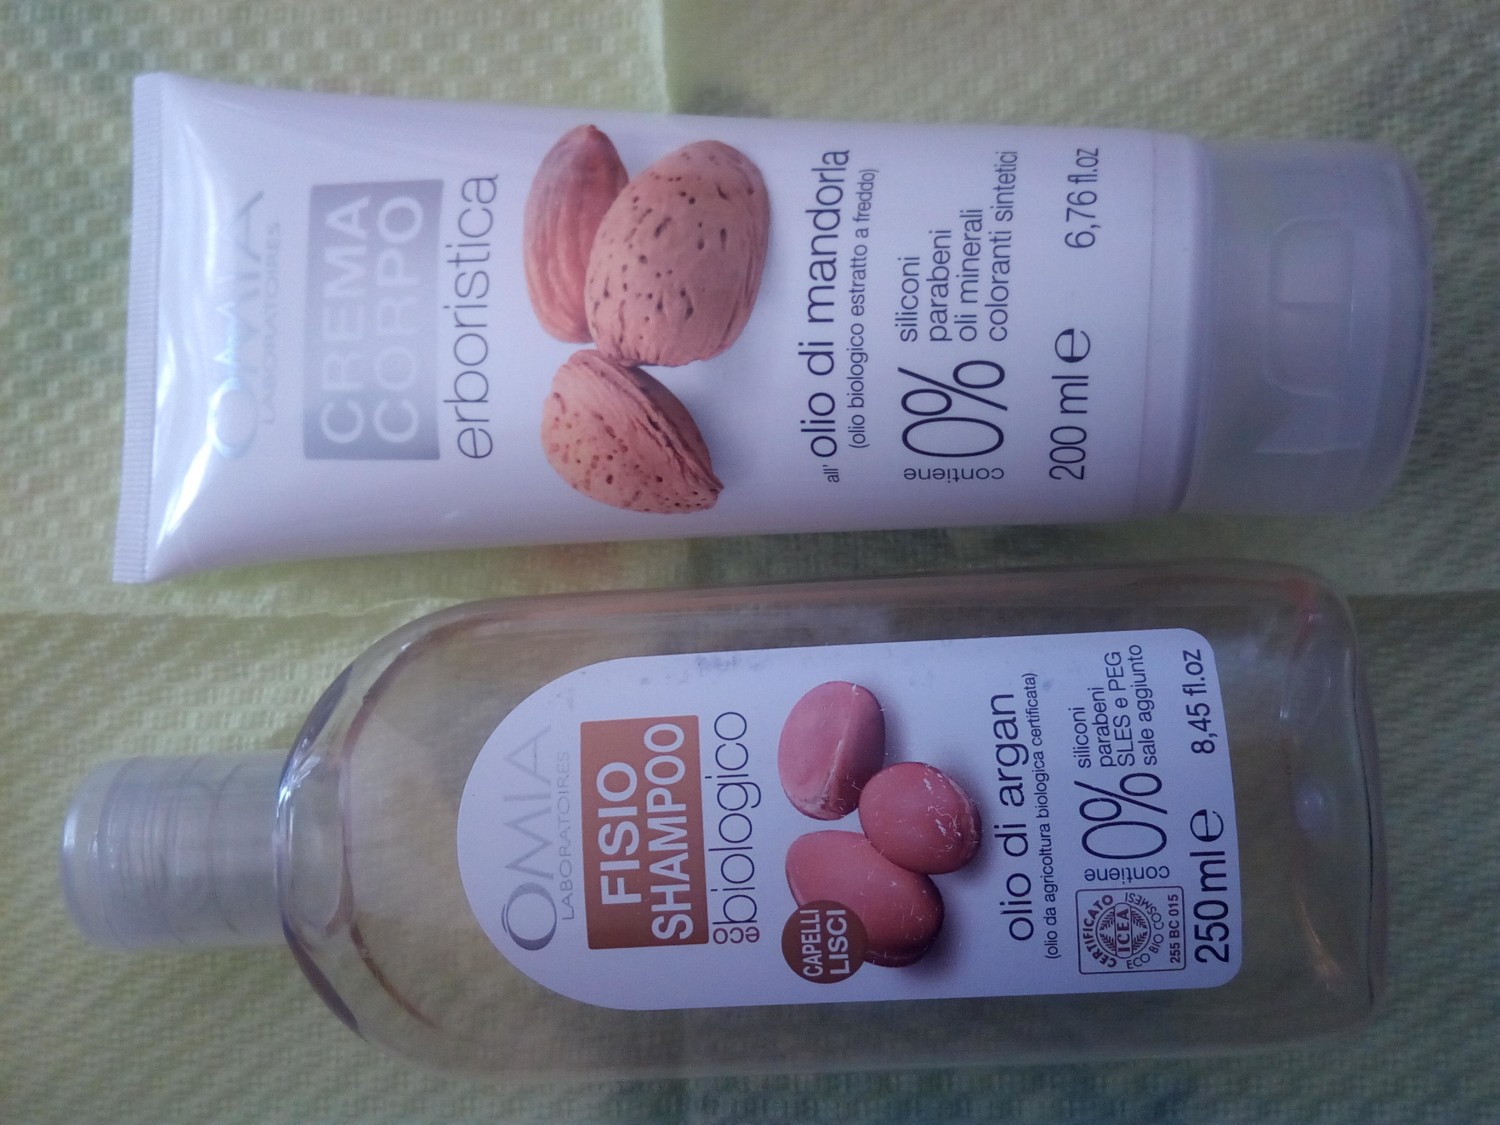 OMIA
LABORATOIRES
CREMA
CORPO
erboristica
all'olio di mandorla
(olio biologico estratto a freddo)
contiene
0%
siliconi
parabeni
oli minerali
coloranti sintetici
200 ml e 6,76 fl.oz
OMIA
LABORATOIRES
FISIO
SHAMPOO
ecobiologico
CAPELLI
LISCI
olio di argan
(olio da agricoltura biologica certificata)
CERTIFICATO
ICEA
ECO BIO COSMESI
255 BC 015
contiene
0%
siliconi
parabeni
SLES e PEG
sale aggiunto
250 ml e 8,45 fl.oz